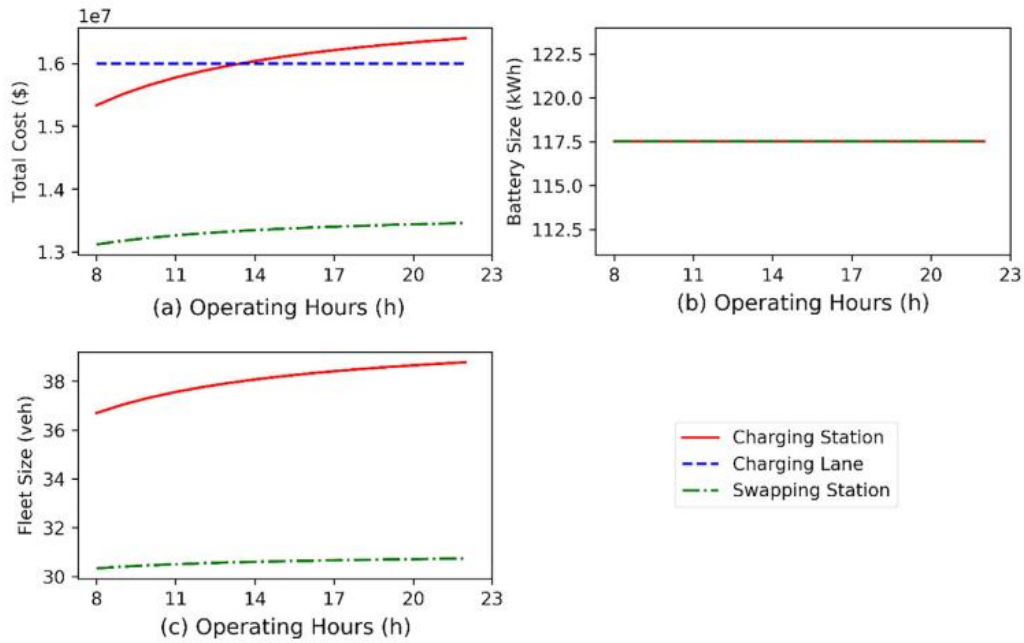 1e7
Total Cost ($)
1.6
1.5
1.4
1.3
8 11 14 17 20 23
(a) Operating Hours (h)
Battery Size (kWh)
122.5
120.0
117.5
115.0
112.5
8 11 14 17 20 23
(b) Operating Hours (h)
Fleet Size (veh)
38
36
34
32
30
8 11 14 17 20 23
(c) Operating Hours (h)
Charging Station
Charging Lane
Swapping Station